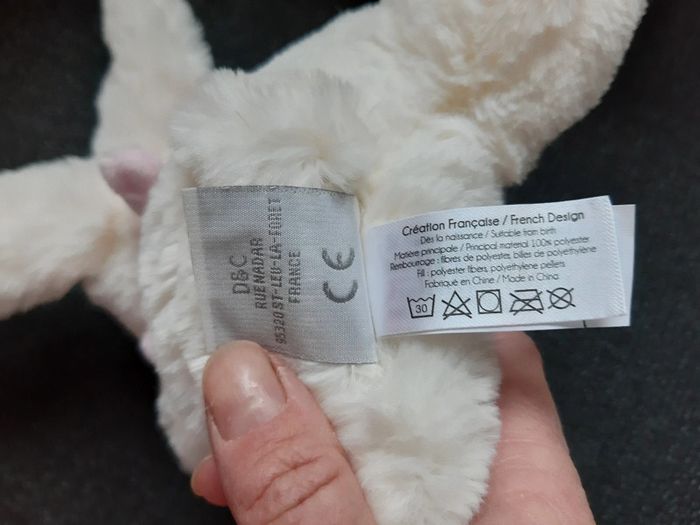 D&C
RUE NADAR
95320 ST-LEU-LA-FORET
FRANCE
CE
Création Française / French Design
Dès la naissance / Suitable from birth
Matière principale / Principal material 100% polyester
Rembourrage : fibres de polyester, billes de polyéthylène
Fill : polyester fibers, polyethylene pellets
Fabriqué en Chine / Made in China
30